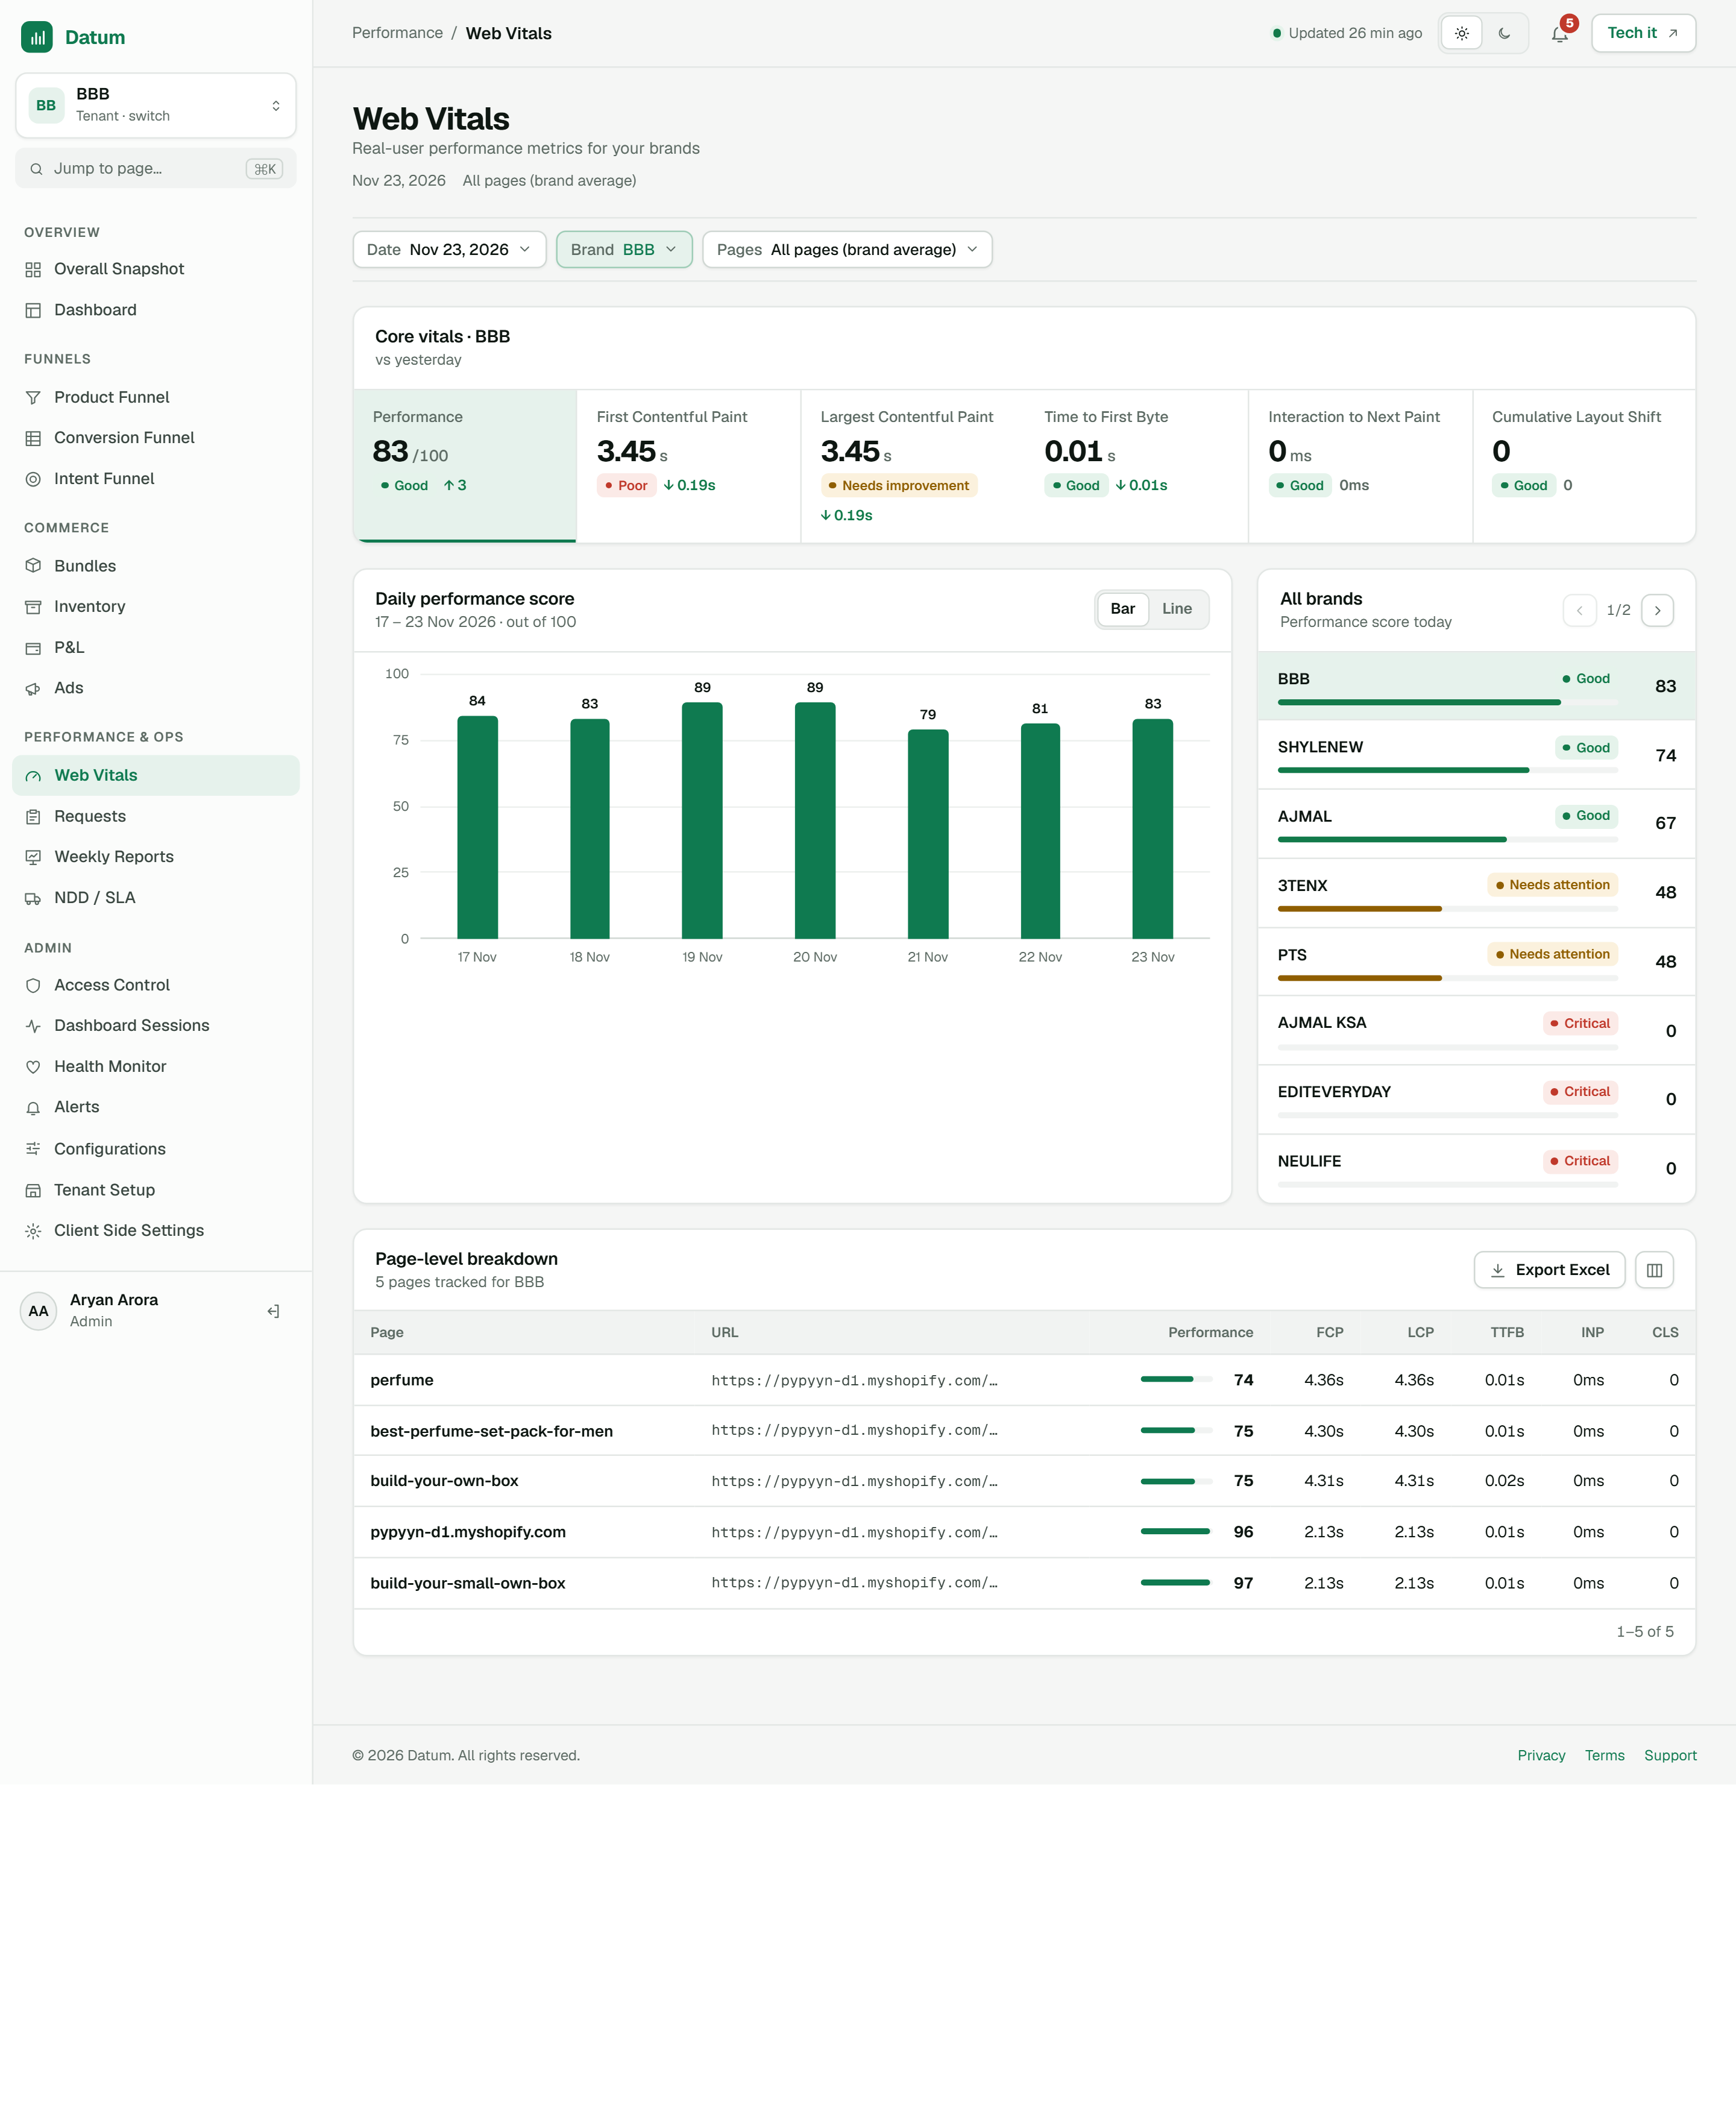 Datum
BB
BBB
Tenant · switch
Jump to page...
⌘K
OVERVIEW
Overall Snapshot
Dashboard
FUNNELS
Product Funnel
Conversion Funnel
Intent Funnel
COMMERCE
Bundles
Inventory
P&L
Ads
PERFORMANCE & OPS
Web Vitals
Requests
Weekly Reports
NDD / SLA
ADMIN
Access Control
Dashboard Sessions
Health Monitor
Alerts
Configurations
Tenant Setup
Client Side Settings
AA
Aryan Arora
Admin
Performance / Web Vitals
Updated 26 min ago
5
Tech it
Web Vitals
Real-user performance metrics for your brands
Nov 23, 2026 All pages (brand average)
Date Nov 23, 2026
Brand BBB
Pages All pages (brand average)
Core vitals · BBB
vs yesterday
Performance
83 /100
Good ↑ 3
First Contentful Paint
3.45 s
Poor ↓ 0.19s
Largest Contentful Paint
3.45 s
Needs improvement
↓ 0.19s
Time to First Byte
0.01 s
Good ↓ 0.01s
Interaction to Next Paint
0 ms
Good 0ms
Cumulative Layout Shift
0
Good 0
Daily performance score
17 – 23 Nov 2026 · out of 100
Bar Line
100
75
50
25
0
84
83
89
89
79
81
83
17 Nov
18 Nov
19 Nov
20 Nov
21 Nov
22 Nov
23 Nov
All brands
Performance score today
1/2
BBB Good 83
SHYLENEW Good 74
AJMAL Good 67
3TENX Needs attention 48
PTS Needs attention 48
AJMAL KSA Critical 0
EDITEVERYDAY Critical 0
NEULIFE Critical 0
Page-level breakdown
5 pages tracked for BBB
Export Excel
Page URL Performance FCP LCP TTFB INP CLS
perfume https://pypyyn-d1.myshopify.com/… 74 4.36s 4.36s 0.01s 0ms 0
best-perfume-set-pack-for-men https://pypyyn-d1.myshopify.com/… 75 4.30s 4.30s 0.01s 0ms 0
build-your-own-box https://pypyyn-d1.myshopify.com/… 75 4.31s 4.31s 0.02s 0ms 0
pypyyn-d1.myshopify.com https://pypyyn-d1.myshopify.com/… 96 2.13s 2.13s 0.01s 0ms 0
build-your-small-own-box https://pypyyn-d1.myshopify.com/… 97 2.13s 2.13s 0.01s 0ms 0
1–5 of 5
© 2026 Datum. All rights reserved.
Privacy Terms Support